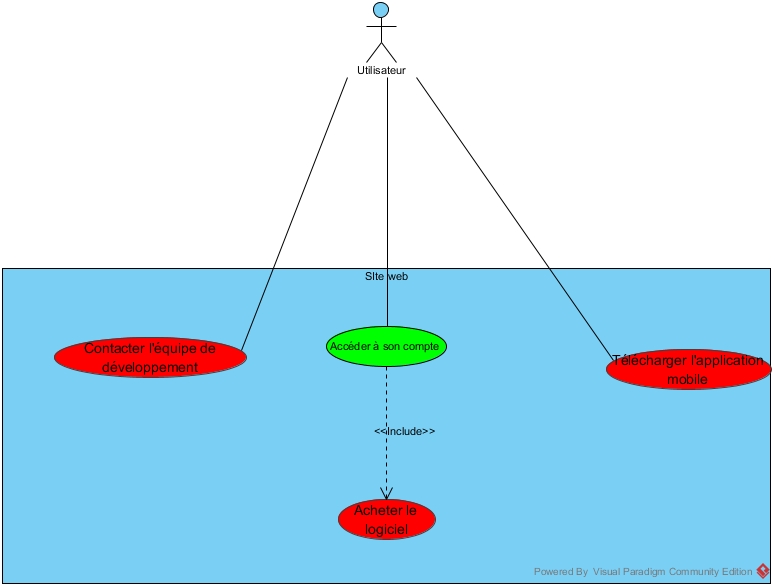 Utilisateur
SIte web
Contacter l'équipe de
développement
Accèder à son compte
Télécharger l'application
mobile
<<Include>>
Acheter le
logiciel
Powered By Visual Paradigm Community Edition